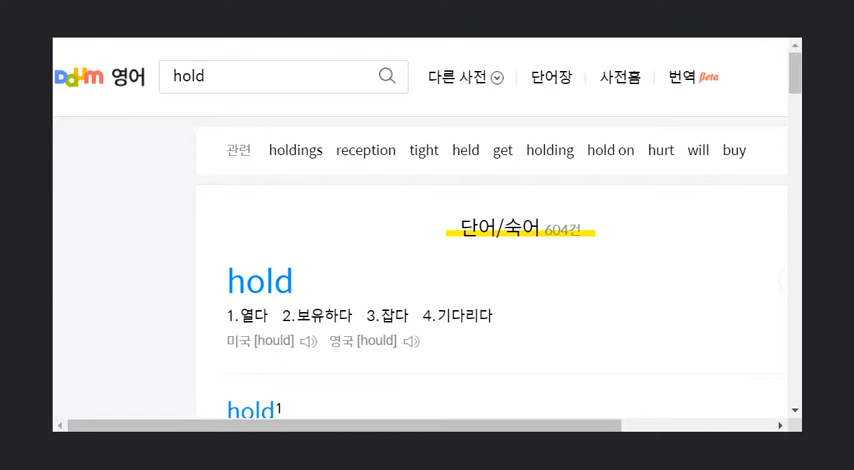 Daum 영어 hold 다른 사전 단어장 사전홈 번역 Beta
관련 holdings reception tight held get holding hold on hurt will buy
단어/숙어 604건
hold
1.열다 2.보유하다 3.잡다 4.기다리다
미국 [hould] 영국 [hould]
hold1